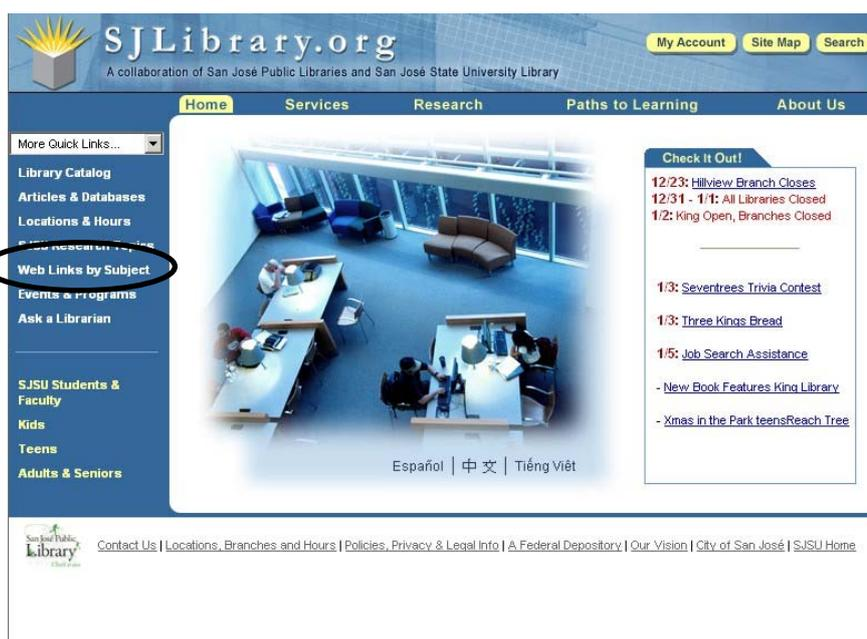 SJLibrary.org
A collaboration of San José Public Libraries and San José State University Library
My Account Site Map Search
Home Services Research Paths to Learning About Us
More Quick Links...
Library Catalog
Articles & Databases
Locations & Hours
SJSU Research Topics
Web Links by Subject
Events & Programs
Ask a Librarian
SJSU Students &
Faculty
Kids
Teens
Adults & Seniors
Español | 中文 | Tiếng Việt
Check It Out!
12/23: Hillview Branch Closes
12/31 - 1/1: All Libraries Closed
1/2: King Open, Branches Closed
1/3: Seventrees Trivia Contest
1/3: Three Kings Bread
1/5: Job Search Assistance
- New Book Features King Library
- Xmas in the Park teensReach Tree
San José Public
Library
Contact Us | Locations, Branches and Hours | Policies, Privacy & Legal Info | A Federal Depository | Our Vision | City of San José | SJSU Home